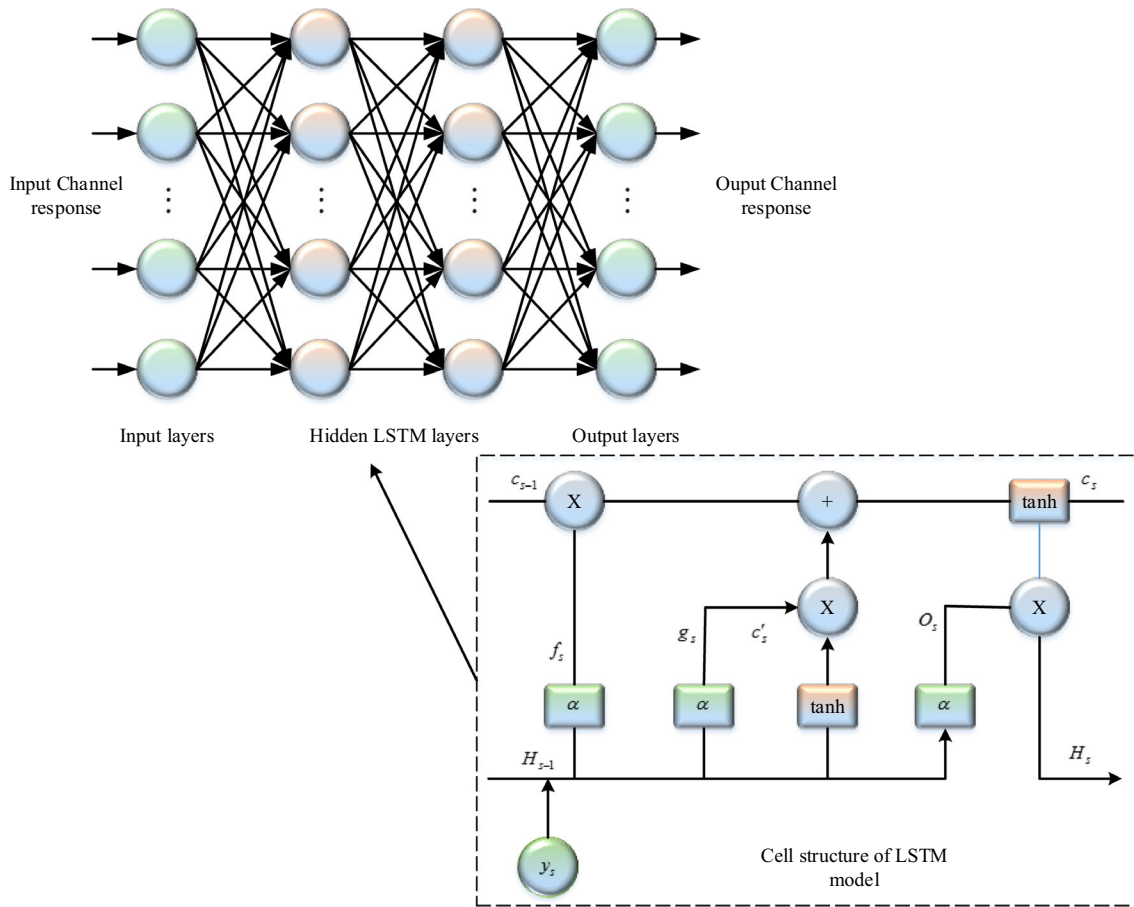 Input Channel
response
⋮
⋮
⋮
⋮
Ouput Channel
response
Input layers
Hidden LSTM layers
Output layers
c_{s-1}
X
+
tanh
c_s
X
X
f_s
g_s
c'_s
O_s
α
α
tanh
α
H_{s-1}
H_s
y_s
Cell structure of LSTM
model